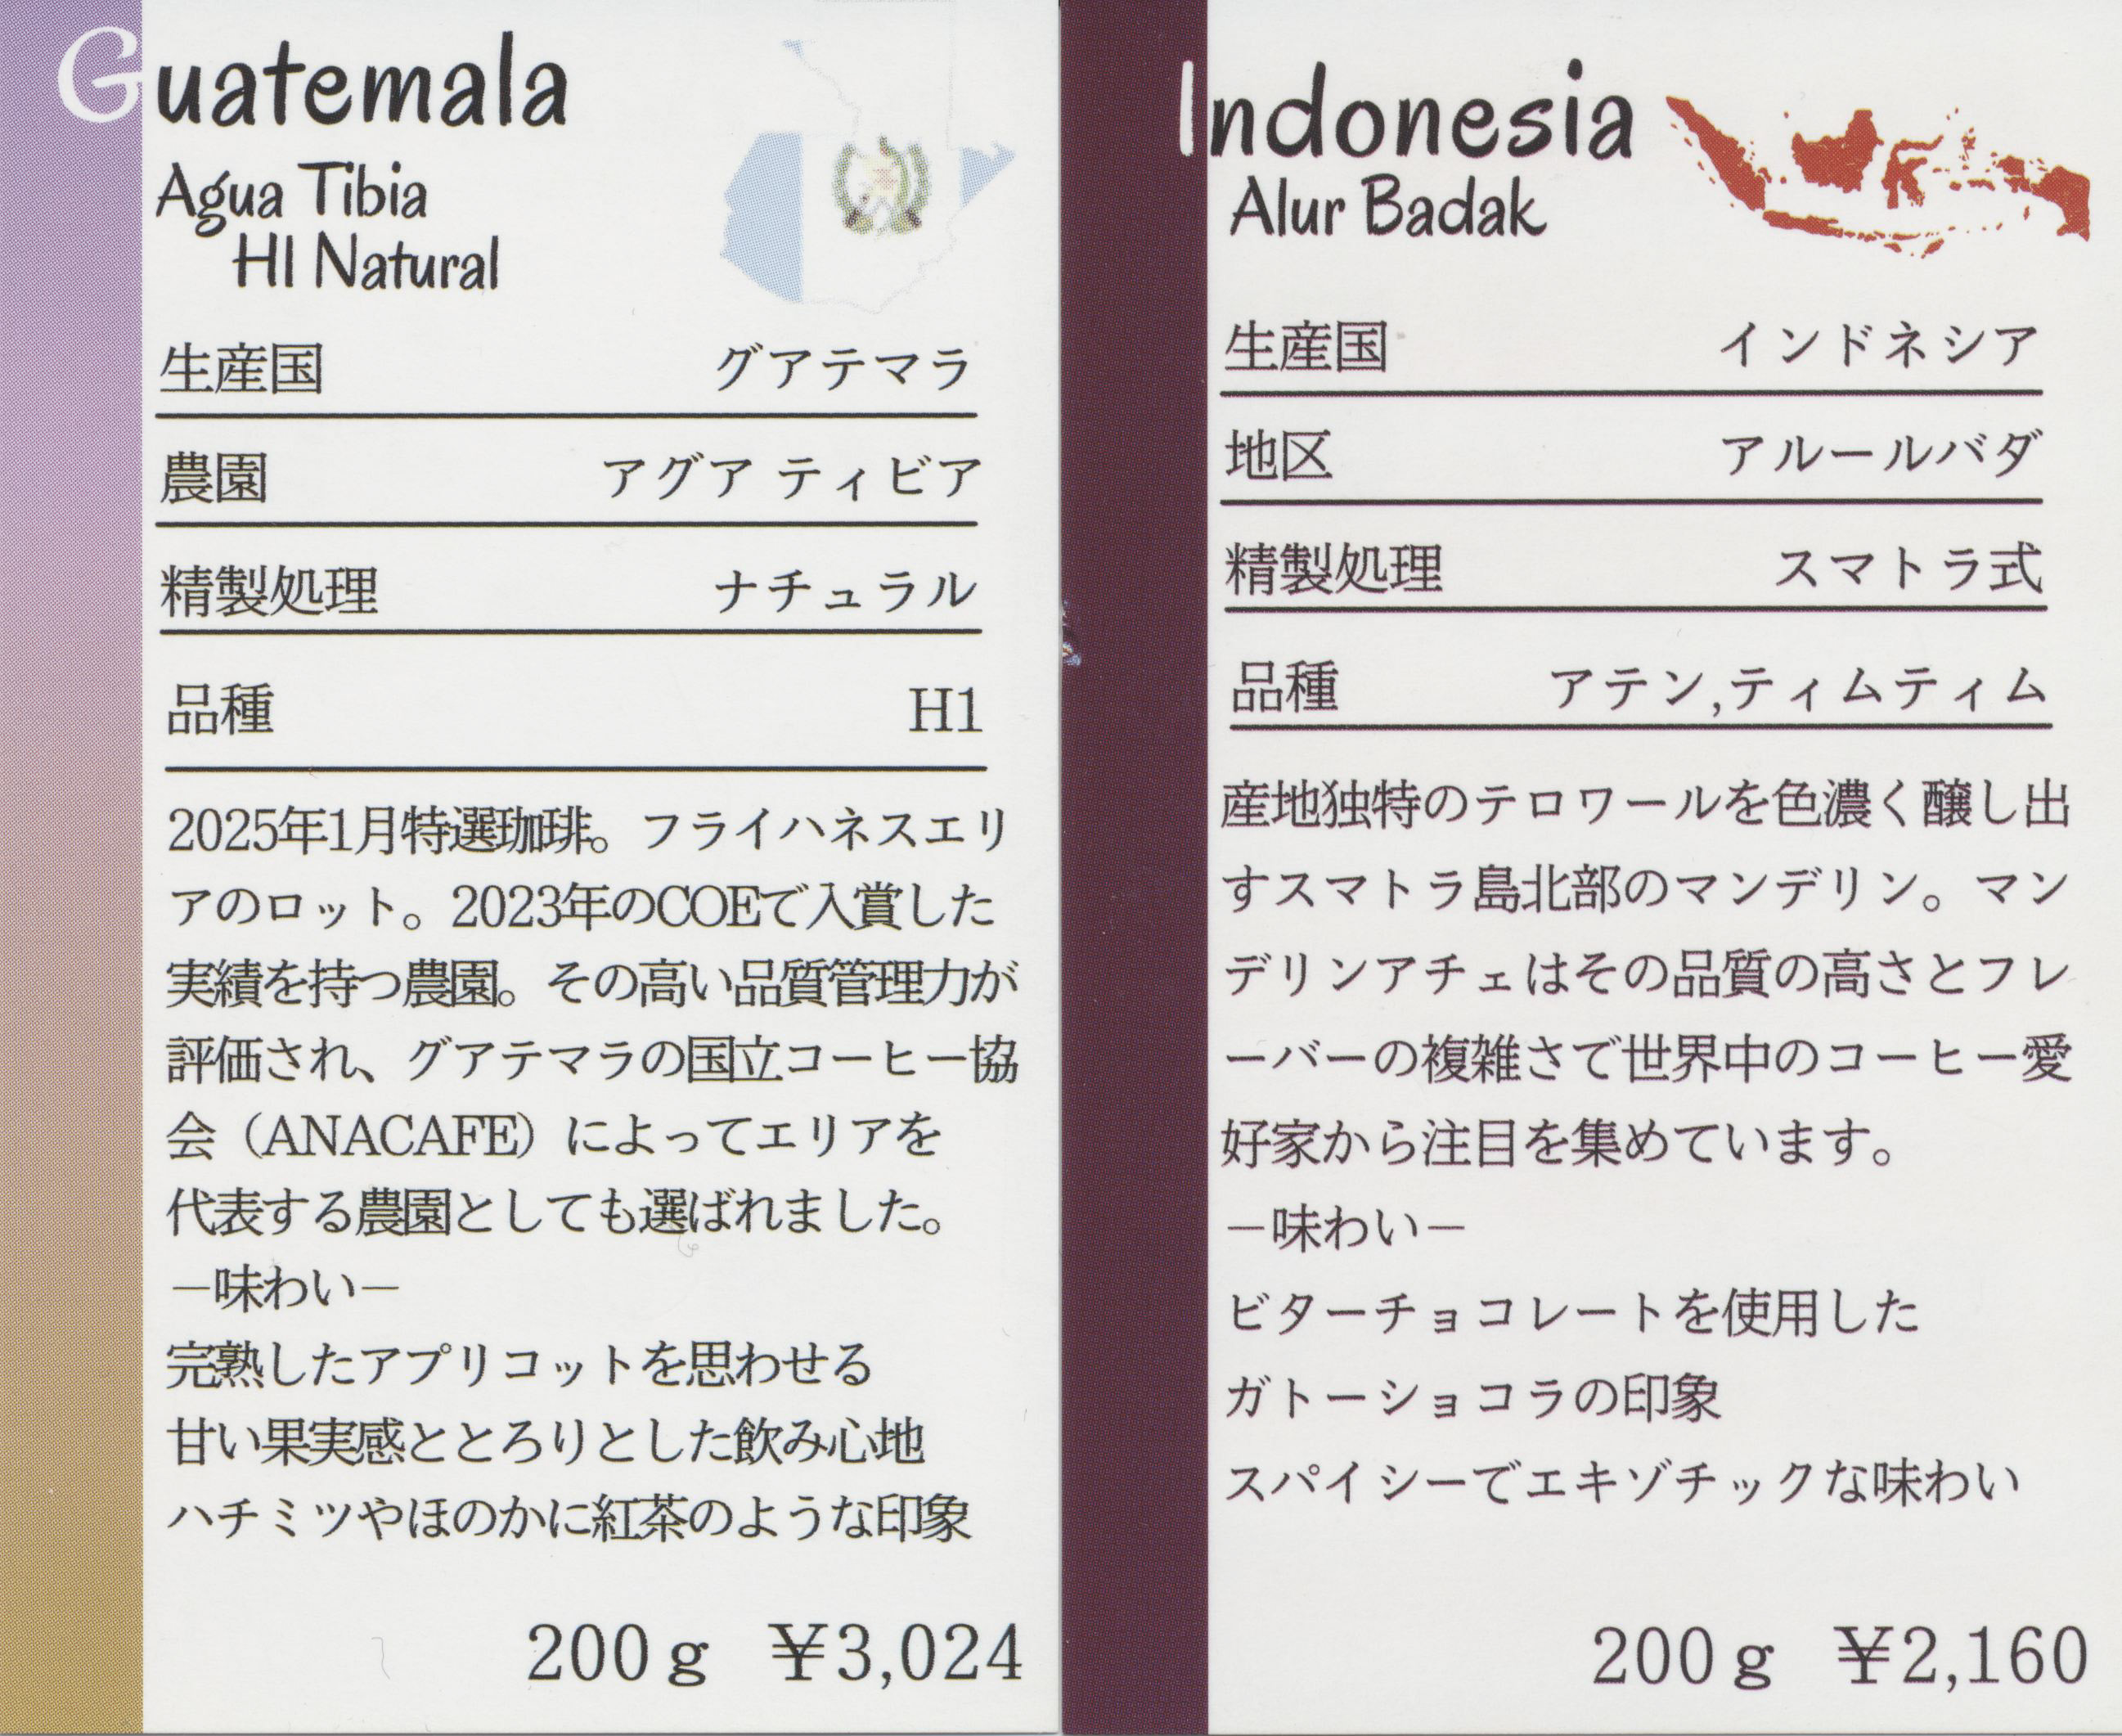 Guatemala
Agua Tibia
HI Natural
生産国 グアテマラ
農園 アグア ティビア
精製処理 ナチュラル
品種 H1
2025年1月特選珈琲。フライハネスエリ
アのロット。2023年のCOEで入賞した
実績を持つ農園。その高い品質管理力が
評価され、グアテマラの国立コーヒー協
会（ANACAFE）によってエリアを
代表する農園としても選ばれました。
－味わい－
完熟したアプリコットを思わせる
甘い果実感ととろりとした飲み心地
ハチミツやほのかに紅茶のような印象
200g ¥3,024
Indonesia
Alur Badak
生産国 インドネシア
地区 アルールバダ
精製処理 スマトラ式
品種 アテン,ティムティム
産地独特のテロワールを色濃く醸し出
すスマトラ島北部のマンデリン。マン
デリンアチェはその品質の高さとフレ
ーバーの複雑さで世界中のコーヒー愛
好家から注目を集めています。
－味わい－
ビターチョコレートを使用した
ガトーショコラの印象
スパイシーでエキゾチックな味わい
200g ¥2,160